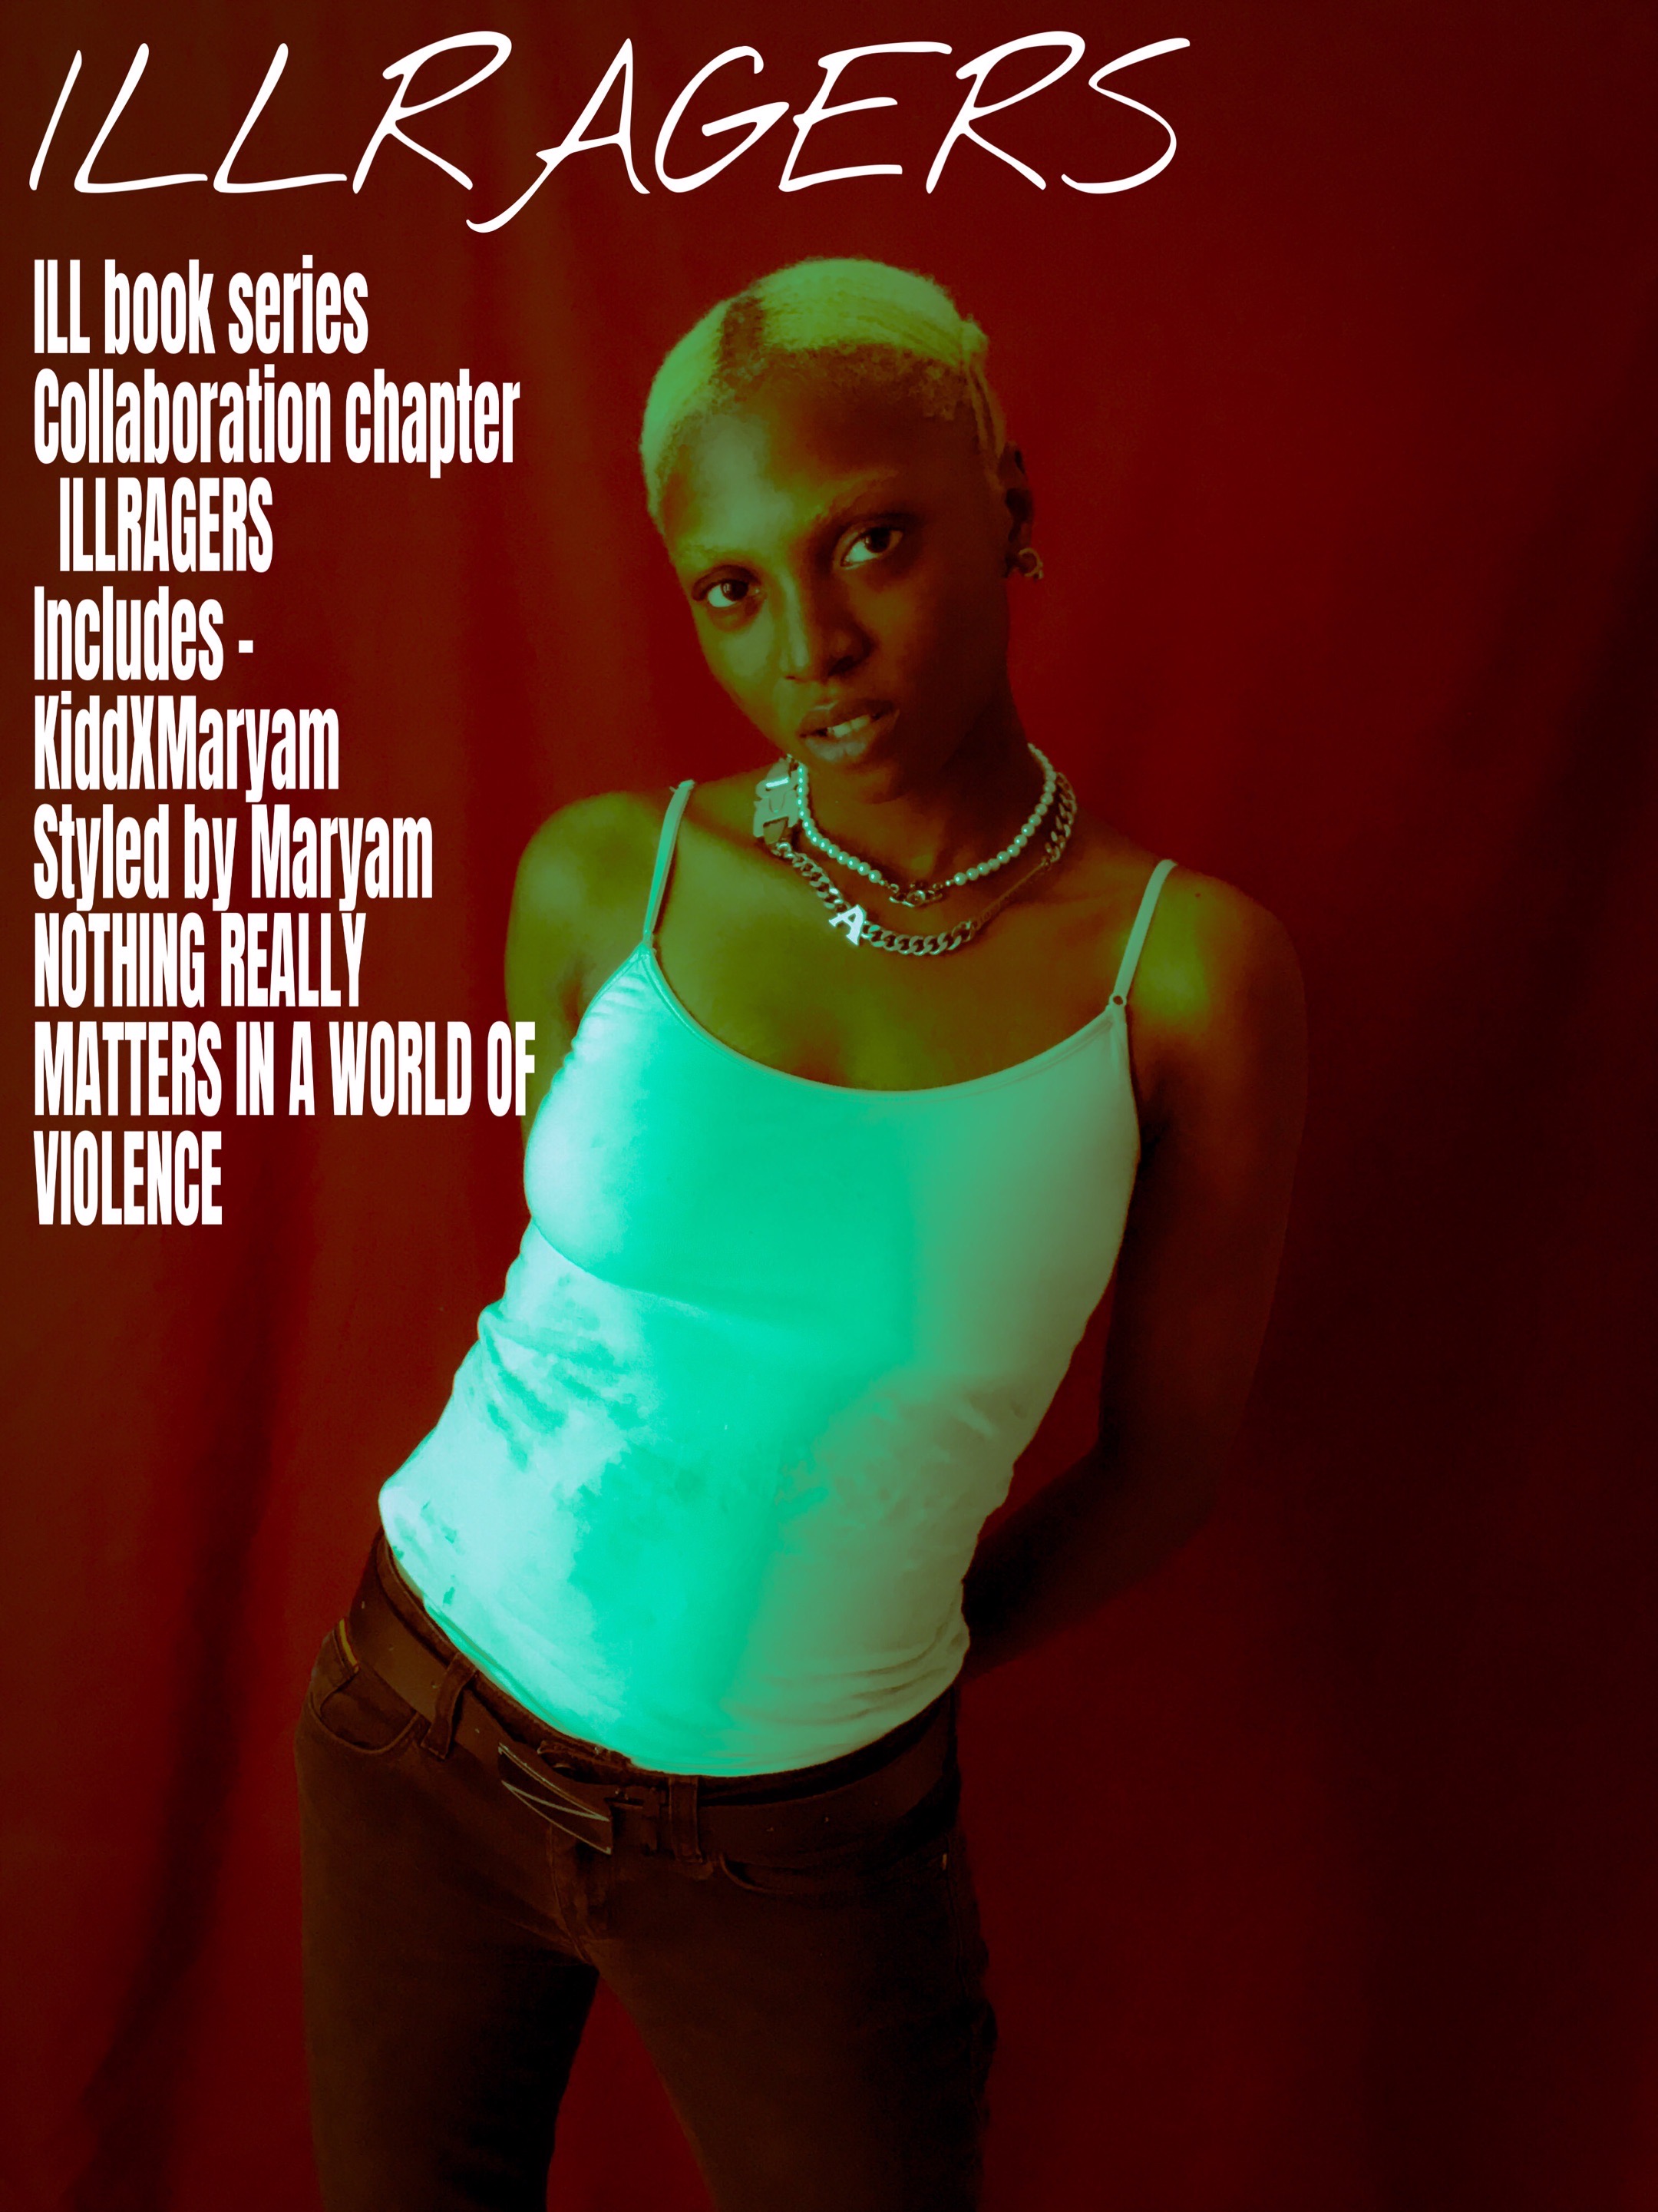 ILLRAGERS
ILL book series
Collaboration chapter
ILLRAGERS
Includes -
KiddXMaryam
Styled by Maryam
NOTHING REALLY
MATTERS IN A WORLD OF
VIOLENCE
A